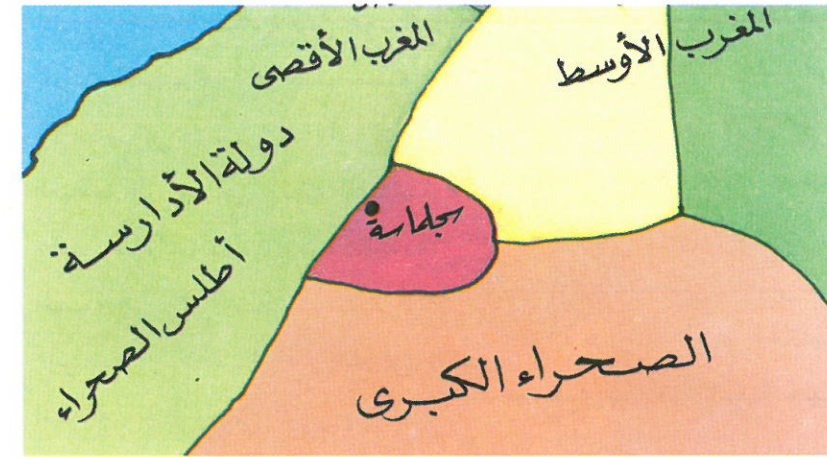 المغرب الأقصى
المغرب الأوسط
دولة الأدارسة
سجلماسة
أطلس الصحراء
الصحراء الكبرى